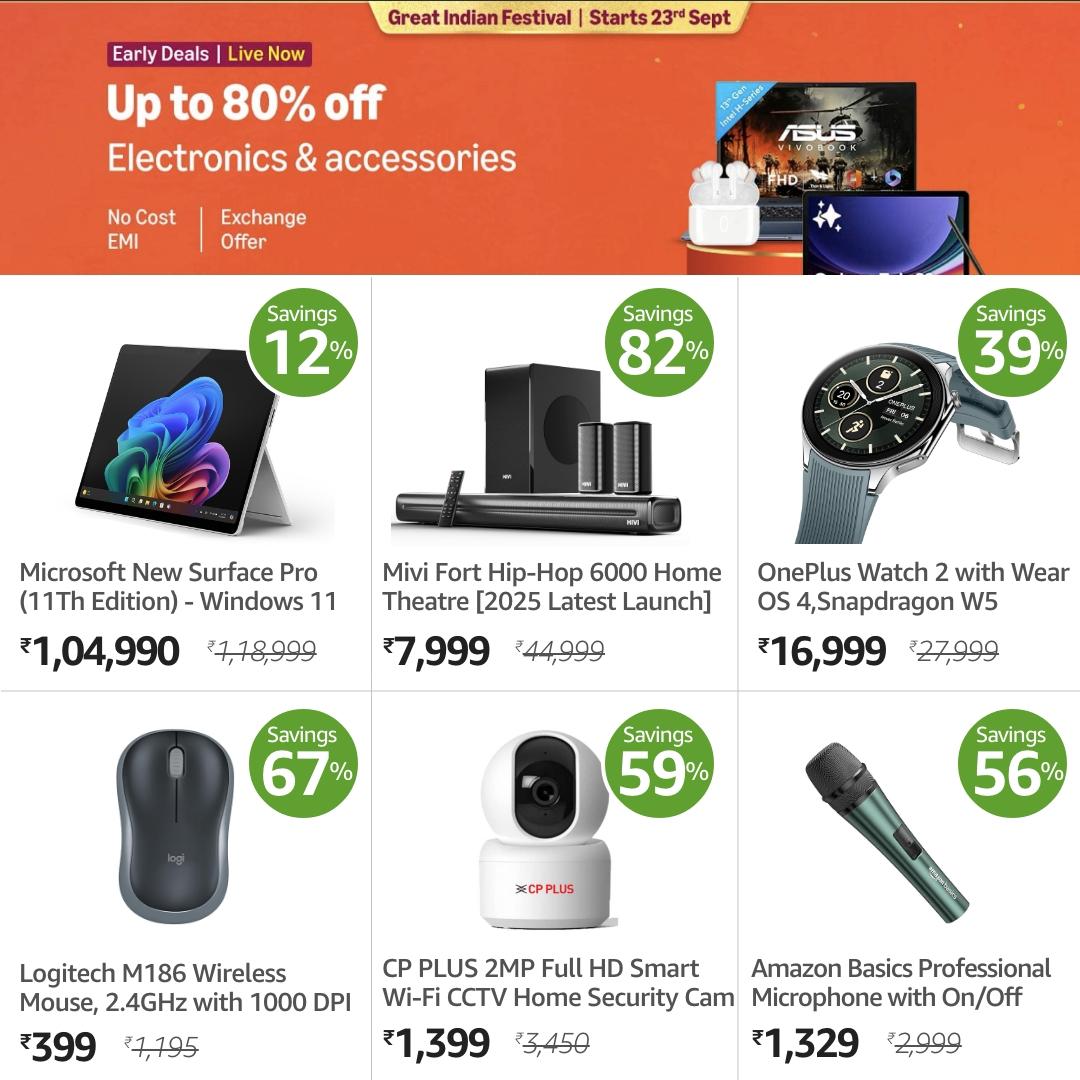 Great Indian Festival | Starts 23rd Sept
Early Deals | Live Now
Up to 80% off
Electronics & accessories
No Cost EMI
Exchange Offer
13th Gen
Intel H-Series
ASUS
VIVOBOOK
FHD
Savings
12%
Savings
82%
Savings
39%
MIVI
MIVI
MIVI
MIVI
20
2
ONEPLUS
FRI 06
Microsoft New Surface Pro
(11Th Edition) - Windows 11
₹1,04,990 ₹1,18,999
Mivi Fort Hip-Hop 6000 Home
Theatre [2025 Latest Launch]
₹7,999 ₹44,999
OnePlus Watch 2 with Wear
OS 4,Snapdragon W5
₹16,999 ₹27,999
Savings
67%
Savings
59%
Savings
56%
logi
CP PLUS
amazon basics
Logitech M186 Wireless
Mouse, 2.4GHz with 1000 DPI
₹399 ₹1,195
CP PLUS 2MP Full HD Smart
Wi-Fi CCTV Home Security Cam
₹1,399 ₹3,450
Amazon Basics Professional
Microphone with On/Off
₹1,329 ₹2,999